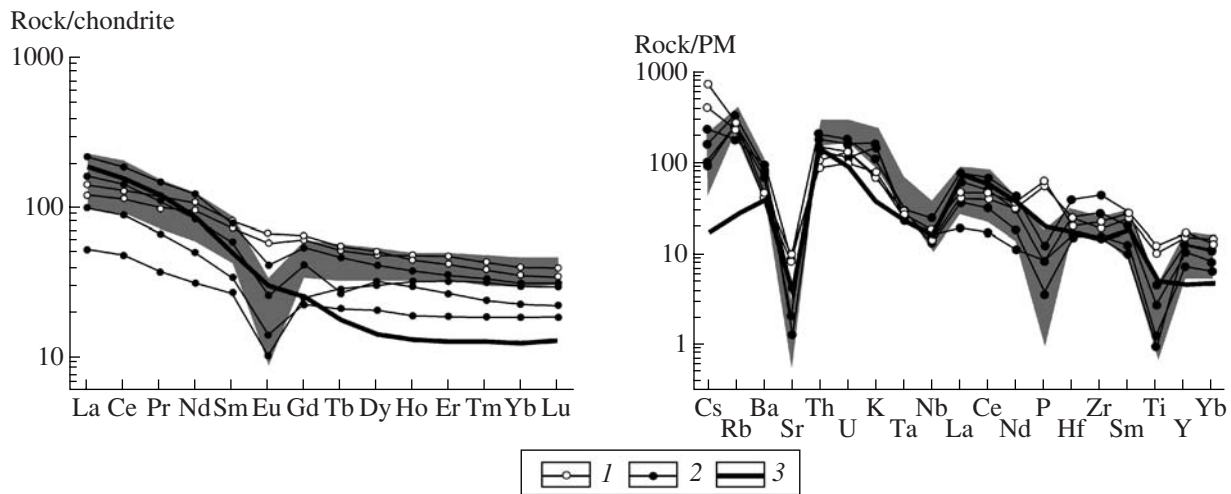 Rock/chondrite
1000
100
10
La Ce Pr Nd Sm Eu Gd Tb Dy Ho Er Tm Yb Lu
Rock/PM
1000
100
10
1
Cs Ba Th K Nb Ce P Zr Ti Yb
Rb Sr U Ta La Nd Hf Sm Y
1 2 3